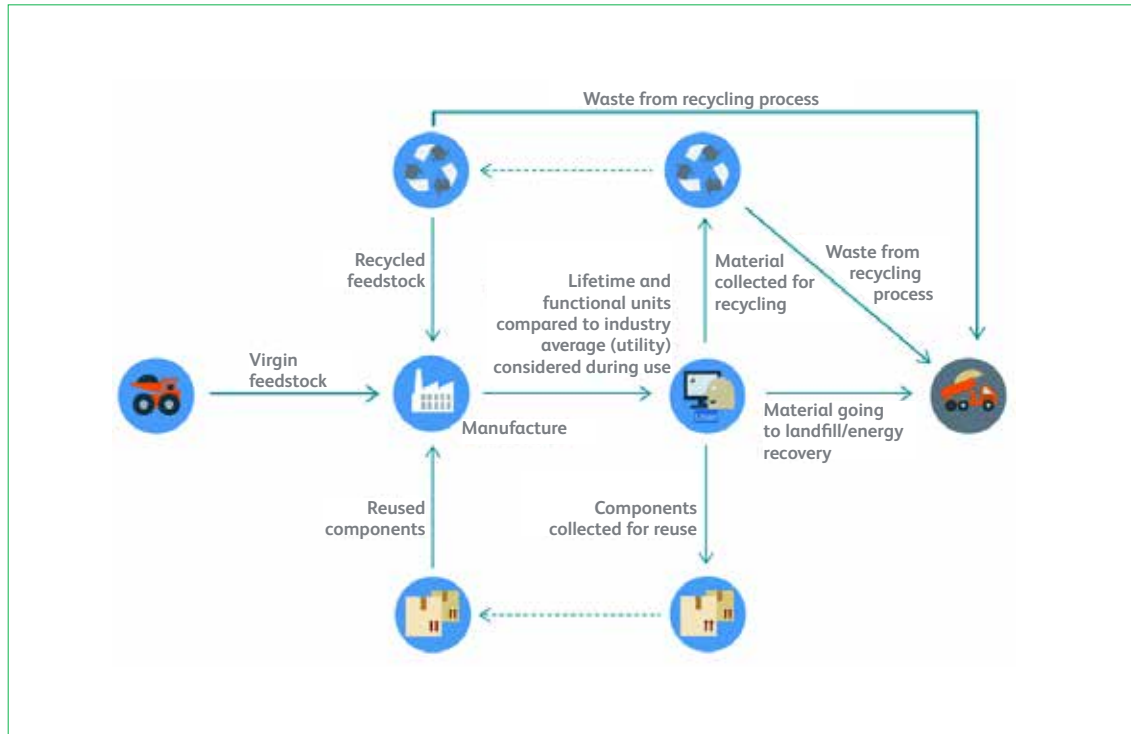 Waste from recycling process
Recycled
feedstock
Lifetime and
functional units
compared to industry
average (utility)
considered during use
Material
collected for
recycling
Waste from
recycling
process
Virgin
feedstock
Manufacture
Material going
to landfill/energy
recovery
Reused
components
Components
collected for reuse